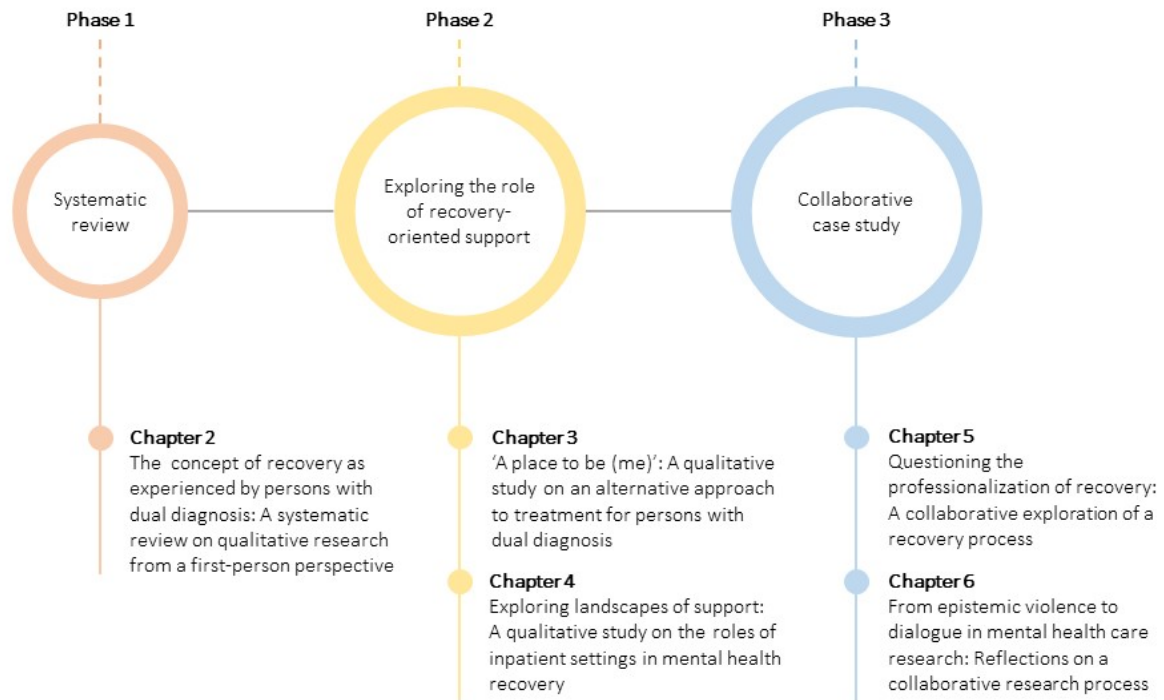 Phase 1
Phase 2
Phase 3
Systematic
review
Exploring the role
of recovery-
oriented support
Collaborative
case study
Chapter 2
The concept of recovery as
experienced by persons with
dual diagnosis: A systematic
review on qualitative research
from a first-person perspective
Chapter 3
‘A place to be (me)’: A qualitative
study on an alternative approach
to treatment for persons with
dual diagnosis
Chapter 4
Exploring landscapes of support:
A qualitative study on the roles of
inpatient settings in mental health
recovery
Chapter 5
Questioning the
professionalization of recovery:
A collaborative exploration of a
recovery process
Chapter 6
From epistemic violence to
dialogue in mental health care
research: Reflections on a
collaborative research process